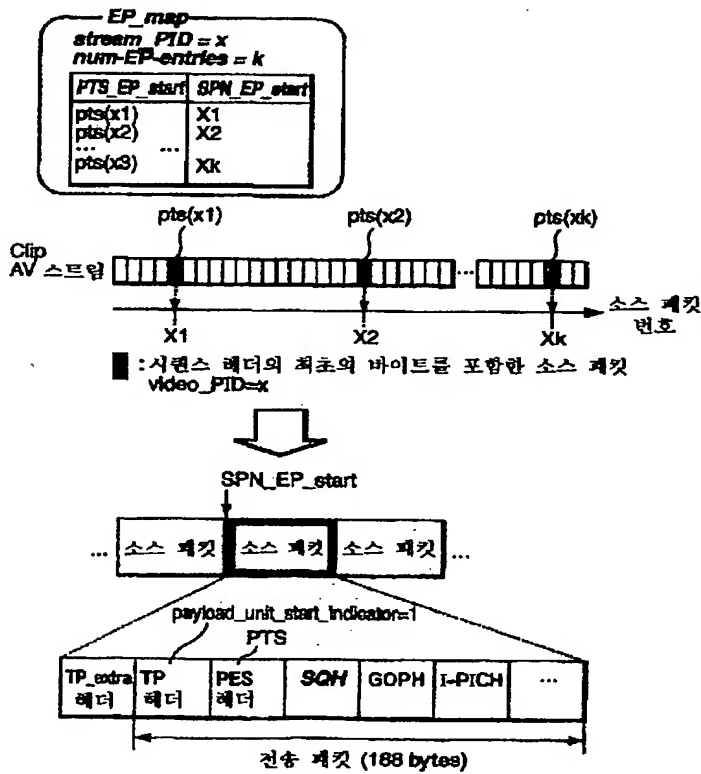 EP_map
stream_PID = x
num-EP-entries = k
PTS_EP_start SPN_EP_start
pts(x1) X1
pts(x2) X2
... ...
pts(x3) Xk
pts(x1) pts(x2) pts(xk)
Clip
AV 스트림 ...
X1 X2 Xk
소스 패킷
번호
:시퀀스 헤더의 최초의 바이트를 포함한 소스 패킷
video_PID=x
SPN_EP_start
... 소스 패킷 소스 패킷 소스 패킷 ...
payload_unit_start_indicator=1
PTS
TP_extra TP PES SQH GOPH I-PICH ...
헤더 헤더 헤더
전송 패킷 (188 bytes)